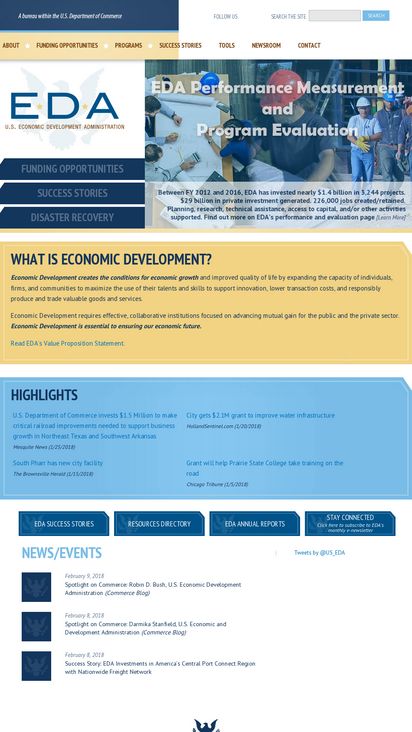 A bureau within the U.S. Department of Commerce
FOLLOW US
SEARCH THE SITE
SEARCH
ABOUT
FUNDING OPPORTUNITIES
PROGRAMS
SUCCESS STORIES
TOOLS
NEWSROOM
CONTACT
EDA
U.S. ECONOMIC DEVELOPMENT ADMINISTRATION
EDA Performance Measurement
and
Program Evaluation
FUNDING OPPORTUNITIES
SUCCESS STORIES
DISASTER RECOVERY
Between FY 2012 and 2016, EDA has invested nearly $1.4 billion in 3,244 projects.
$29 billion in private investment generated. 226,000 jobs created/retained.
Planning, research, technical assistance, access to capital, and/or other activities
supported. Find out more on EDA's performance and evaluation page [Learn More]
WHAT IS ECONOMIC DEVELOPMENT?
Economic Development creates the conditions for economic growth and improved quality of life by expanding the capacity of individuals,
firms, and communities to maximize the use of their talents and skills to support innovation, lower transaction costs, and responsibly
produce and trade valuable goods and services.
Economic Development requires effective, collaborative institutions focused on advancing mutual gain for the public and the private sector.
Economic Development is essential to ensuring our economic future.
Read EDA's Value Proposition Statement.
HIGHLIGHTS
U.S. Department of Commerce invests $1.5 Million to make
critical railroad improvements needed to support business
growth in Northeast Texas and Southwest Arkansas
Mesquite News (1/25/2018)
City gets $2.1M grant to improve water infrastructure
HollandSentinel.com (1/20/2018)
South Pharr has new city facility
The Brownsville Herald (1/15/2018)
Grant will help Prairie State College take training on the
road
Chicago Tribune (1/5/2018)
EDA SUCCESS STORIES
RESOURCES DIRECTORY
EDA ANNUAL REPORTS
STAY CONNECTED
Click here to subscribe to EDA's
monthly e-newsletter
NEWS/EVENTS
Tweets by @US_EDA
February 9, 2018
Spotlight on Commerce: Robin D. Bush, U.S. Economic Development
Administration (Commerce Blog)
February 8, 2018
Spotlight on Commerce: Darmika Stanfield, U.S. Economic and
Development Administration (Commerce Blog)
February 8, 2018
Success Story: EDA Investments in America's Central Port Connect Region
with Nationwide Freight Network